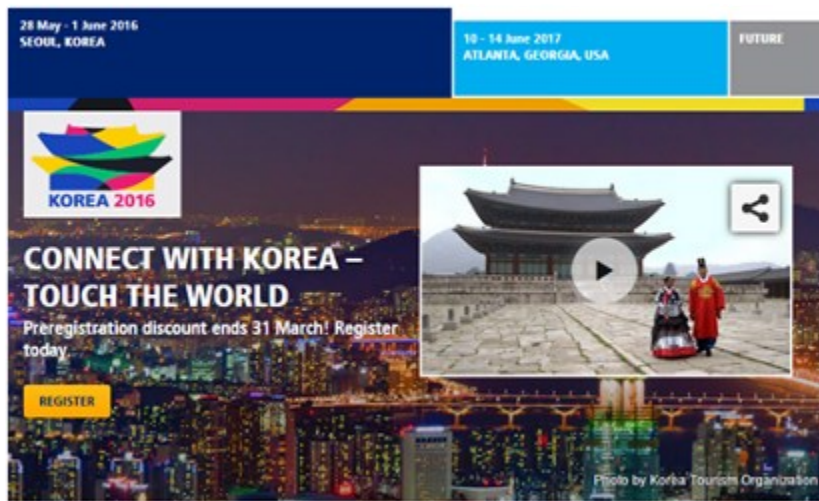 28 May - 1 June 2016
SEOUL, KOREA
10 - 14 June 2017
ATLANTA, GEORGIA, USA
FUTURE
KOREA 2016
CONNECT WITH KOREA –
TOUCH THE WORLD
Preregistration discount ends 31 March! Register
today.
REGISTER
Photo by Korea Tourism Organization